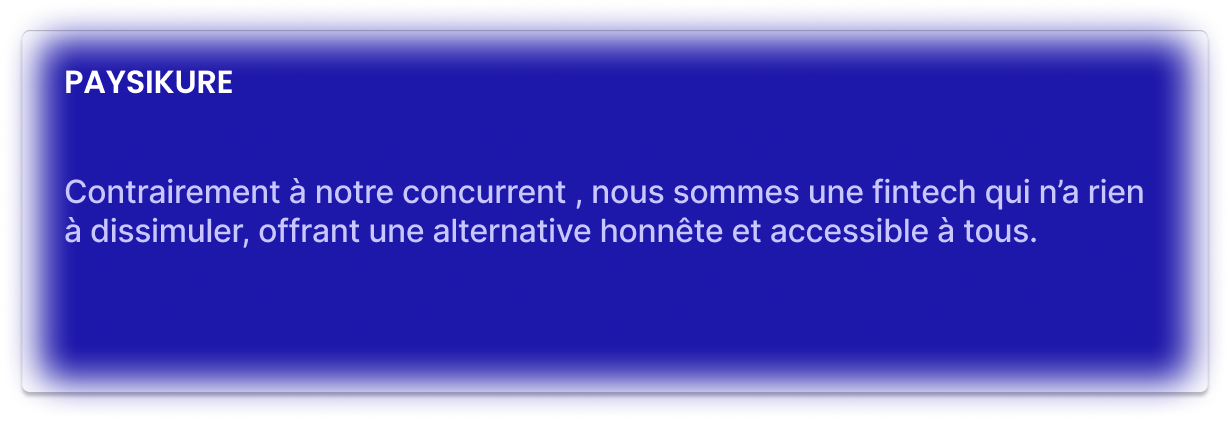 PAYSIKURE
Contrairement à notre concurrent , nous sommes une fintech qui n’a rien
à dissimuler, offrant une alternative honnête et accessible à tous.